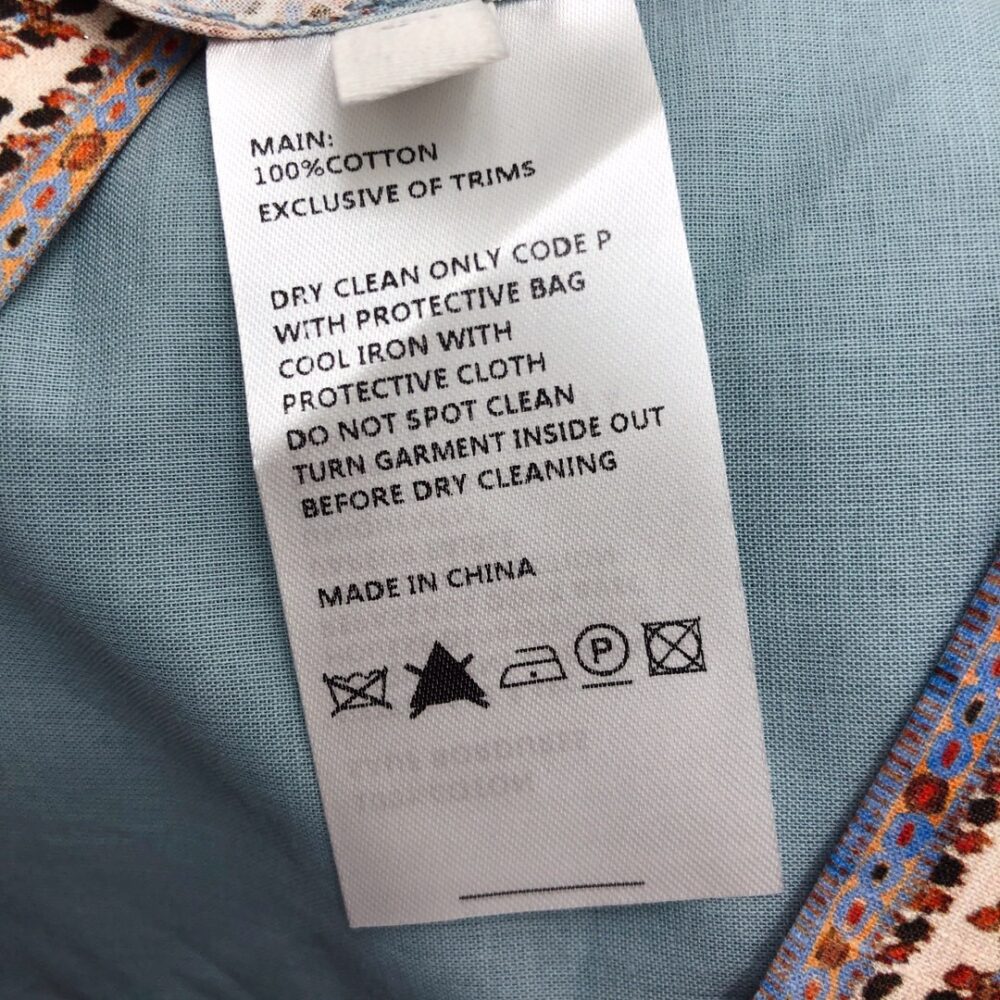 MAIN:
100%COTTON
EXCLUSIVE OF TRIMS
DRY CLEAN ONLY CODE P
WITH PROTECTIVE BAG
COOL IRON WITH
PROTECTIVE CLOTH
DO NOT SPOT CLEAN
TURN GARMENT INSIDE OUT
BEFORE DRY CLEANING
MADE IN CHINA
P